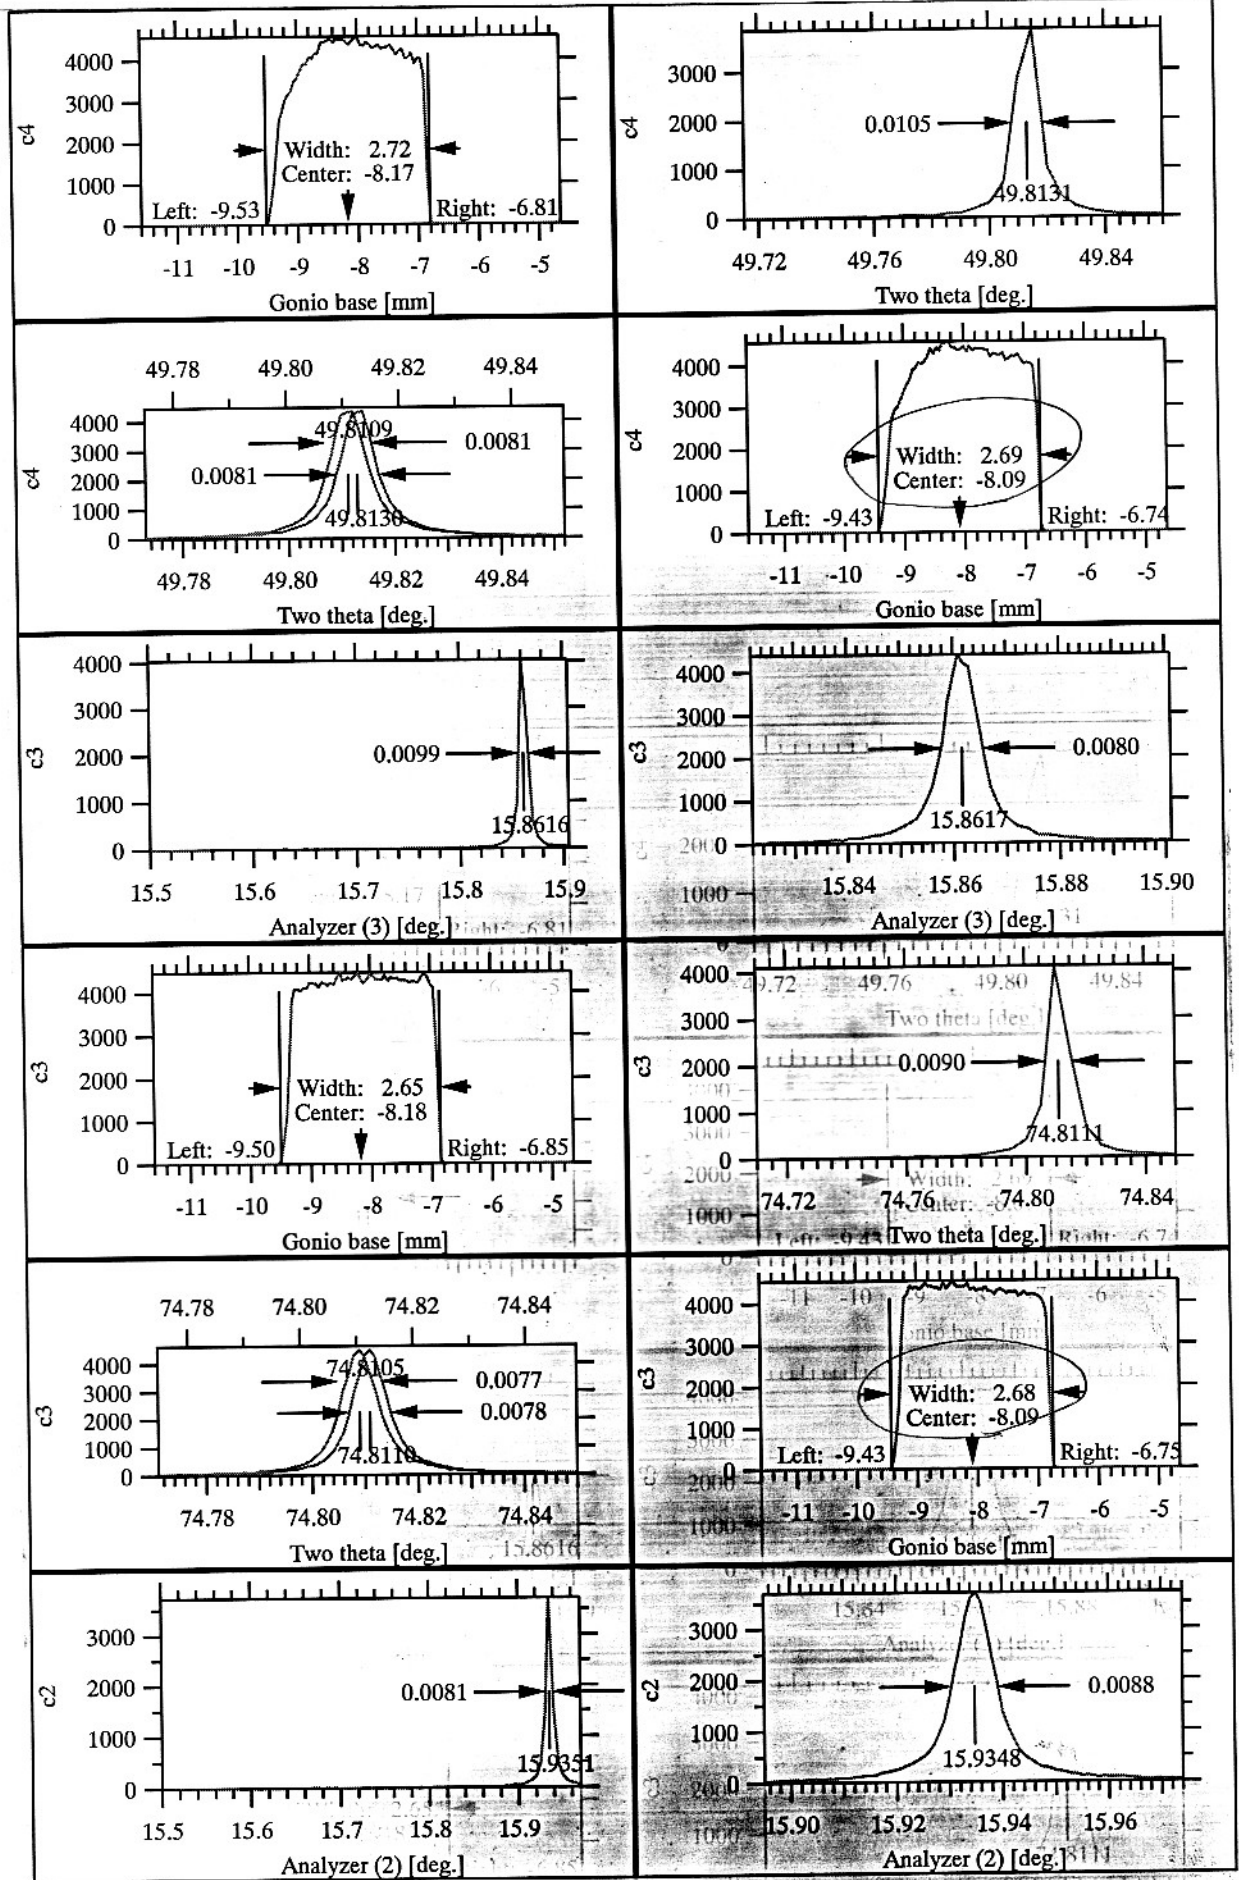 4000
3000
2000
1000
0
c4
Width: 2.72
Center: -8.17
Left: -9.53
Right: -6.81
-11 -10 -9 -8 -7 -6 -5
Gonio base [mm]
3000
2000
1000
0
c4
0.0105
49.8131
49.72 49.76 49.80 49.84
Two theta [deg.]
49.78 49.80 49.82 49.84
4000
3000
2000
1000
0
c4
49.8109
0.0081
0.0081
49.8130
49.78 49.80 49.82 49.84
Two theta [deg.]
4000
3000
2000
1000
0
c4
Width: 2.69
Center: -8.09
Left: -9.43
Right: -6.74
-11 -10 -9 -8 -7 -6 -5
Gonio base [mm]
4000
3000
2000
1000
0
c3
0.0099
15.8616
15.5 15.6 15.7 15.8 15.9
Analyzer (3) [deg.]
4000
3000
2000
1000
0
c3
0.0080
15.8617
15.84 15.86 15.88 15.90
Analyzer (3) [deg.]
4000
3000
2000
1000
0
c3
Width: 2.65
Center: -8.18
Left: -9.50
Right: -6.85
-11 -10 -9 -8 -7 -6 -5
Gonio base [mm]
4000
3000
2000
1000
0
c3
0.0090
74.8111
74.72 74.76 74.80 74.84
Two theta [deg.]
74.78 74.80 74.82 74.84
4000
3000
2000
1000
0
c3
74.8105
0.0077
0.0078
74.8110
74.78 74.80 74.82 74.84
Two theta [deg.]
4000
3000
2000
1000
0
c3
Width: 2.68
Center: -8.09
Left: -9.43
Right: -6.75
-11 -10 -9 -8 -7 -6 -5
Gonio base [mm]
3000
2000
1000
0
c2
0.0081
15.9351
15.5 15.6 15.7 15.8 15.9
Analyzer (2) [deg.]
3000
2000
1000
0
c2
0.0088
15.9348
15.90 15.92 15.94 15.96
Analyzer (2) [deg.]